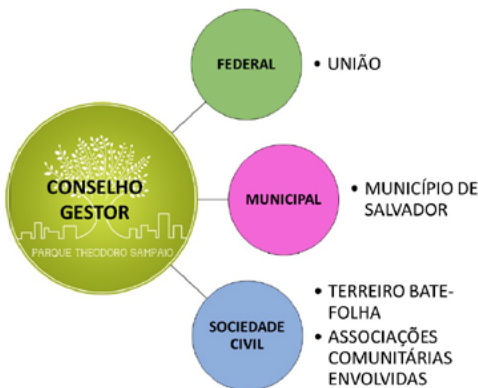 FEDERAL
• UNIÃO
CONSELHO
GESTOR
PARQUE THEODORO SAMPAIO
MUNICIPAL
• MUNICÍPIO DE
SALVADOR
SOCIEDADE
CIVIL
• TERREIRO BATE-
FOLHA
• ASSOCIAÇÕES
COMUNITÁRIAS
ENVOLVIDAS